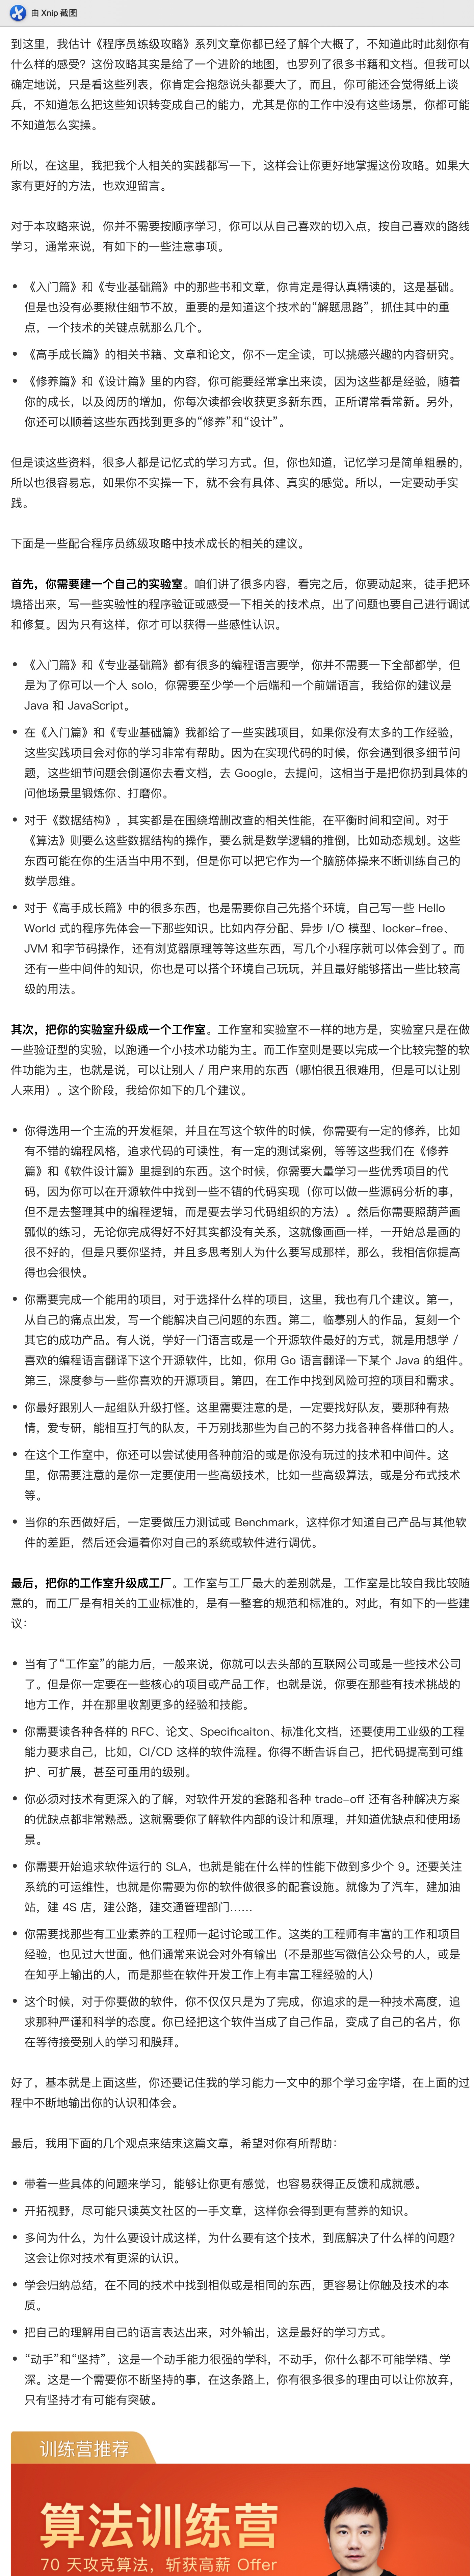 由 Xnip 截图
到这里，我估计《程序员练级攻略》系列文章你都已经了解个大概了，不知道此时此刻你有
什么样的感受？这份攻略其实是给了一个进阶的地图，也罗列了很多书籍和文档。但我可以
确定地说，只是看这些列表，你肯定会抱怨说头都要大了，而且，你可能还会觉得纸上谈
兵，不知道怎么把这些知识转变成自己的能力，尤其是你的工作中没有这些场景，你都可能
不知道怎么实操。
所以，在这里，我把我个人相关的实践都写一下，这样会让你更好地掌握这份攻略。如果大
家有更好的方法，也欢迎留言。
对于本攻略来说，你并不需要按顺序学习，你可以从自己喜欢的切入点，按自己喜欢的路线
学习，通常来说，有如下的一些注意事项。
• 《入门篇》和《专业基础篇》中的那些书和文章，你肯定是得认真精读的，这是基础。
但是也没有必要揪住细节不放，重要的是知道这个技术的“解题思路”，抓住其中的重
点，一个技术的关键点就那么几个。
• 《高手成长篇》的相关书籍、文章和论文，你不一定全读，可以挑感兴趣的内容研究。
• 《修养篇》和《设计篇》里的内容，你可能要经常拿出来读，因为这些都是经验，随着
你的成长，以及阅历的增加，你每次读都会收获更多新东西，正所谓常看常新。另外，
你还可以顺着这些东西找到更多的“修养”和“设计”。
但是读这些资料，很多人都是记忆式的学习方式。但，你也知道，记忆学习是简单粗暴的，
所以也很容易忘，如果你不实操一下，就不会有具体、真实的感觉。所以，一定要动手实
践。
下面是一些配合程序员练级攻略中技术成长的相关的建议。
首先，你需要建一个自己的实验室。咱们讲了很多内容，看完之后，你要动起来，徒手把环
境搭出来，写一些实验性的程序验证或感受一下相关的技术点，出了问题也要自己进行调试
和修复。因为只有这样，你才可以获得一些感性认识。
• 《入门篇》和《专业基础篇》都有很多的编程语言要学，你并不需要一下全部都学，但
是为了你可以一个人 solo，你需要至少学一个后端和一个前端语言，我给你的建议是
Java 和 JavaScript。
• 在《入门篇》和《专业基础篇》我都给了一些实践项目，如果你没有太多的工作经验，
这些实践项目会对你的学习非常有帮助。因为在实现代码的时候，你会遇到很多细节问
题，这些细节问题会倒逼你去看文档，去 Google，去提问，这相当于是把你扔到具体的
问他场景里锻炼你、打磨你。
• 对于《数据结构》，其实都是在围绕增删改查的相关性能，在平衡时间和空间。对于
《算法》则要么这些数据结构的操作，要么就是数学逻辑的推倒，比如动态规划。这些
东西可能在你的生活当中用不到，但是你可以把它作为一个脑筋体操来不断训练自己的
数学思维。
• 对于《高手成长篇》中的很多东西，也是需要你自己先搭个环境，自己写一些 Hello
World 式的程序先体会一下那些知识。比如内存分配、异步 I/O 模型、locker-free、
JVM 和字节码操作，还有浏览器原理等等这些东西，写几个小程序就可以体会到了。而
还有一些中间件的知识，你也是可以搭个环境自己玩玩，并且最好能够搭出一些比较高
级的用法。
其次，把你的实验室升级成一个工作室。工作室和实验室不一样的地方是，实验室只是在做
一些验证型的实验，以跑通一个小技术功能为主。而工作室则是要以完成一个比较完整的软
件功能为主，也就是说，可以让别人 / 用户来用的东西（哪怕很丑很难用，但是可以让别
人来用）。这个阶段，我给你如下的几个建议。
• 你得选用一个主流的开发框架，并且在写这个软件的时候，你需要有一定的修养，比如
有不错的编程风格，追求代码的可读性，有一定的测试案例，等等这些我们在《修养
篇》和《软件设计篇》里提到的东西。这个时候，你需要大量学习一些优秀项目的代
码，因为你可以在开源软件中找到一些不错的代码实现（你可以做一些源码分析的事，
但不是去整理其中的编程逻辑，而是要去学习代码组织的方法）。然后你需要照葫芦画
瓢似的练习，无论你完成得好不好其实都没有关系，这就像画画一样，一开始总是画的
很不好的，但是只要你坚持，并且多思考别人为什么要写成那样，那么，我相信你提高
得也会很快。
• 你需要完成一个能用的项目，对于选择什么样的项目，这里，我也有几个建议。第一，
从自己的痛点出发，写一个能解决自己问题的东西。第二，临摹别人的作品，复刻一个
其它的成功产品。有人说，学好一门语言或是一个开源软件最好的方式，就是用想学 /
喜欢的编程语言翻译下这个开源软件，比如，你用 Go 语言翻译一下某个 Java 的组件。
第三，深度参与一些你喜欢的开源项目。第四，在工作中找到风险可控的项目和需求。
• 你最好跟别人一起组队升级打怪。这里需要注意的是，一定要找好队友，要那种有热
情，爱专研，能相互打气的队友，千万别找那些为自己的不努力找各种各样借口的人。
• 在这个工作室中，你还可以尝试使用各种前沿的或是你没有玩过的技术和中间件。这
里，你需要注意的是你一定要使用一些高级技术，比如一些高级算法，或是分布式技术
等。
• 当你的东西做好后，一定要做压力测试或 Benchmark，这样你才知道自己产品与其他软
件的差距，然后还会逼着你对自己的系统或软件进行调优。
最后，把你的工作室升级成工厂。工作室与工厂最大的差别就是，工作室是比较自我比较随
意的，而工厂是有相关的工业标准的，是有一整套的规范和标准的。对此，有如下的一些建
议：
• 当有了“工作室”的能力后，一般来说，你就可以去头部的互联网公司或是一些技术公司
了。但是你一定要在一些核心的项目或产品工作，也就是说，你要在那些有技术挑战的
地方工作，并在那里收割更多的经验和技能。
• 你需要读各种各样的 RFC、论文、Specificaiton、标准化文档，还要使用工业级的工程
能力要求自己，比如，CI/CD 这样的软件流程。你得不断告诉自己，把代码提高到可维
护、可扩展，甚至可重用的级别。
• 你必须对技术有更深入的了解，对软件开发的套路和各种 trade-off 还有各种解决方案
的优缺点都非常熟悉。这就需要你了解软件内部的设计和原理，并知道优缺点和使用场
景。
• 你需要开始追求软件运行的 SLA，也就是能在什么样的性能下做到多少个 9。还要关注
系统的可运维性，也就是你需要为你的软件做很多的配套设施。就像为了汽车，建加油
站，建 4S 店，建公路，建交通管理部门……
• 你需要找那些有工业素养的工程师一起讨论或工作。这类的工程师有丰富的工作和项目
经验，也见过大世面。他们通常来说会对外有输出（不是那些写微信公众号的人，或是
在知乎上输出的人，而是那些在软件开发工作上有丰富工程经验的人）
• 这个时候，对于你要做的软件，你不仅仅只是为了完成，你追求的是一种技术高度，追
求那种严谨和科学的态度。你已经把这个软件当成了自己作品，变成了自己的名片，你
在等待接受别人的学习和膜拜。
好了，基本就是上面这些，你还要记住我的学习能力一文中的那个学习金字塔，在上面的过
程中不断地输出你的认识和体会。
最后，我用下面的几个观点来结束这篇文章，希望对你有所帮助：
• 带着一些具体的问题来学习，能够让你更有感觉，也容易获得正反馈和成就感。
• 开拓视野，尽可能只读英文社区的一手文章，这样你会得到更有营养的知识。
• 多问为什么，为什么要设计成这样，为什么要有这个技术，到底解决了什么样的问题？
这会让你对技术有更深的认识。
• 学会归纳总结，在不同的技术中找到相似或是相同的东西，更容易让你触及技术的本
质。
• 把自己的理解用自己的语言表达出来，对外输出，这是最好的学习方式。
• “动手”和“坚持”，这是一个动手能力很强的学科，不动手，你什么都不可能学精、学
深。这是一个需要你不断坚持的事，在这条路上，你有很多很多的理由可以让你放弃，
只有坚持才有可能有突破。
训练营推荐
算法训练营
70 天攻克算法，斩获高薪 Offer